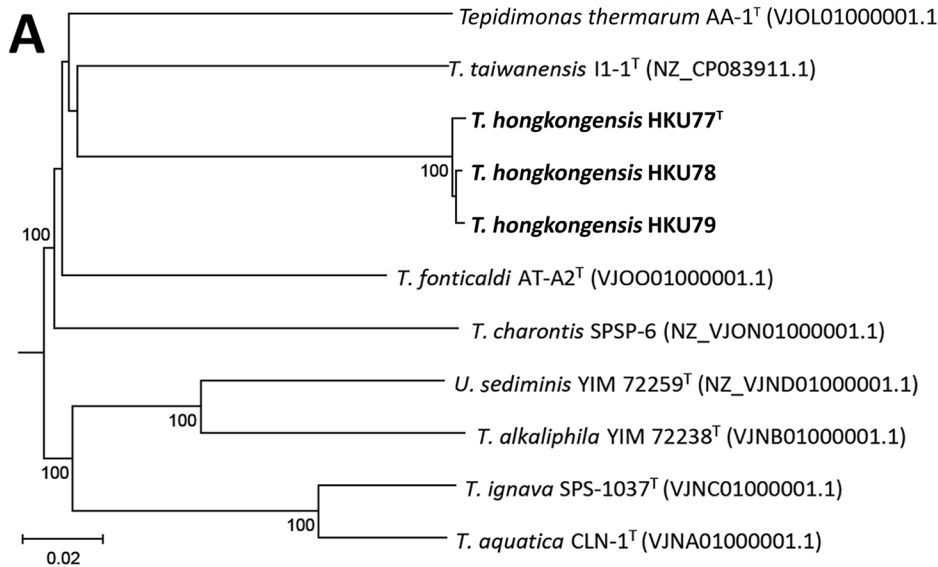 A
Tepidimonas thermarum AA-1ᵀ (VJOL01000001.1
T. taiwanensis I1-1ᵀ (NZ_CP083911.1)
T. hongkongensis HKU77ᵀ
100
T. hongkongensis HKU78
T. hongkongensis HKU79
100
T. fonticaldi AT-A2ᵀ (VJOO01000001.1)
T. charontis SPSP-6 (NZ_VJON01000001.1)
U. sediminis YIM 72259ᵀ (NZ_VJND01000001.1)
100
T. alkaliphila YIM 72238ᵀ (VJNB01000001.1)
100
T. ignava SPS-1037ᵀ (VJNC01000001.1)
100
T. aquatica CLN-1ᵀ (VJNA01000001.1)
0.02